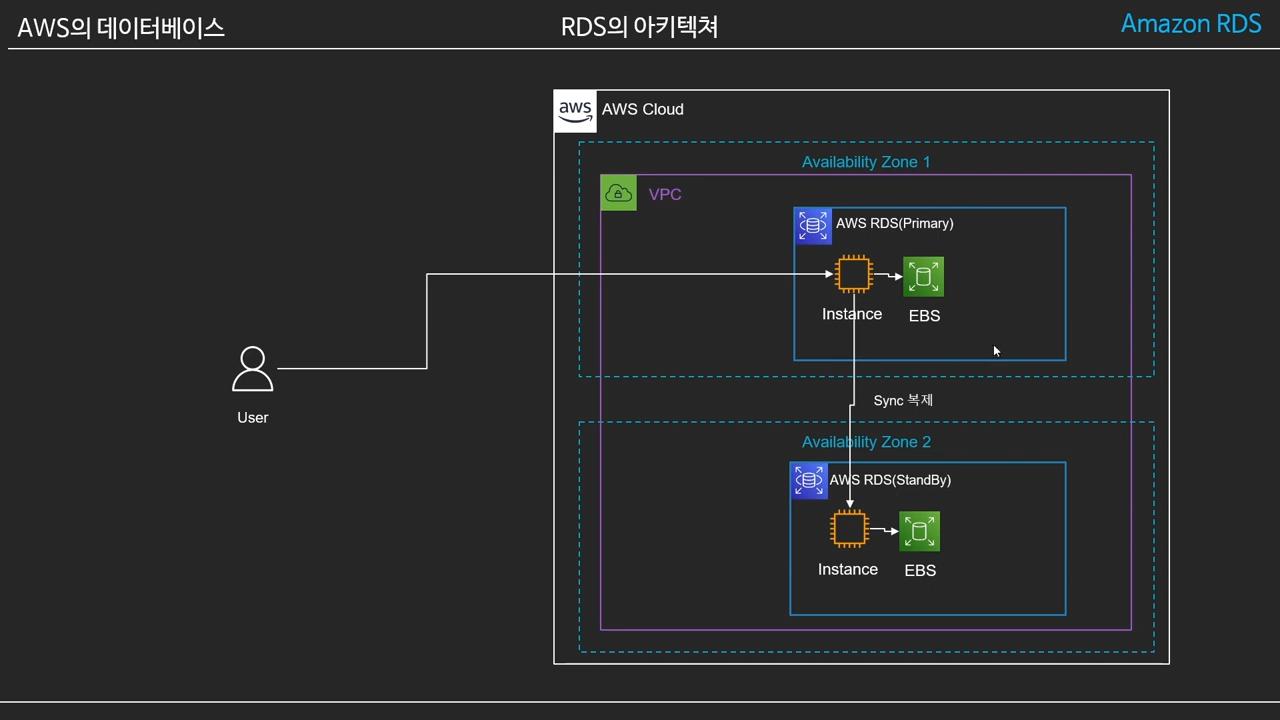 AWS의 데이터베이스
RDS의 아키텍쳐
Amazon RDS
aws
AWS Cloud
Availability Zone 1
VPC
AWS RDS(Primary)
Instance
EBS
User
Sync 복제
Availability Zone 2
AWS RDS(StandBy)
Instance
EBS